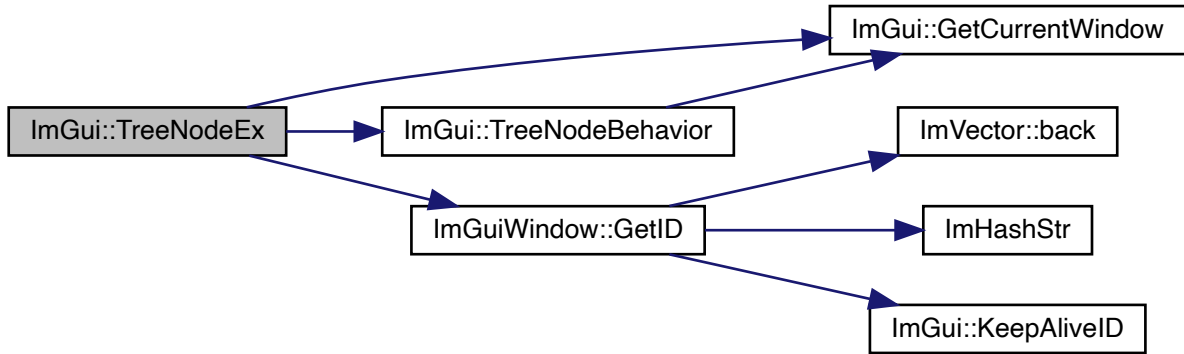 ImGui::GetCurrentWindow
ImGui::TreeNodeEx
ImGui::TreeNodeBehavior
ImVector::back
ImGuiWindow::GetID
ImHashStr
ImGui::KeepAliveID